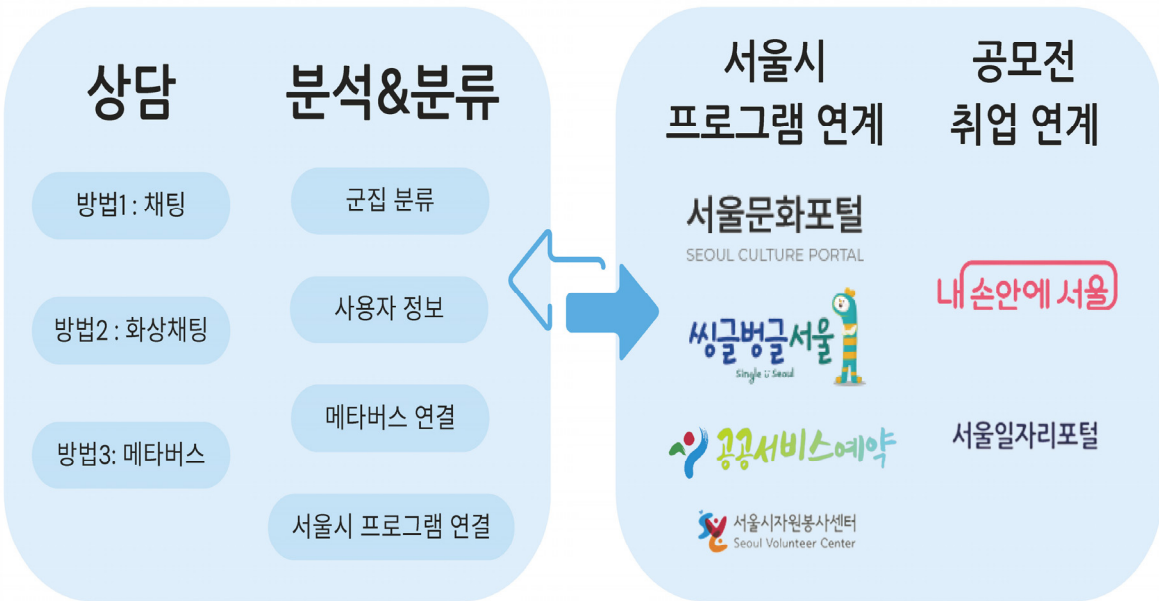 상담
방법1 : 채팅
방법2 : 화상채팅
방법3: 메타버스
분석&분류
군집 분류
사용자 정보
메타버스 연결
서울시 프로그램 연결
서울시
프로그램 연계
서울문화포털
SEOUL CULTURE PORTAL
씽글벙글서울
Single Seoul
공공서비스예약
서울시자원봉사센터
Seoul Volunteer Center
공모전
취업 연계
내 손안에 서울
서울일자리포털